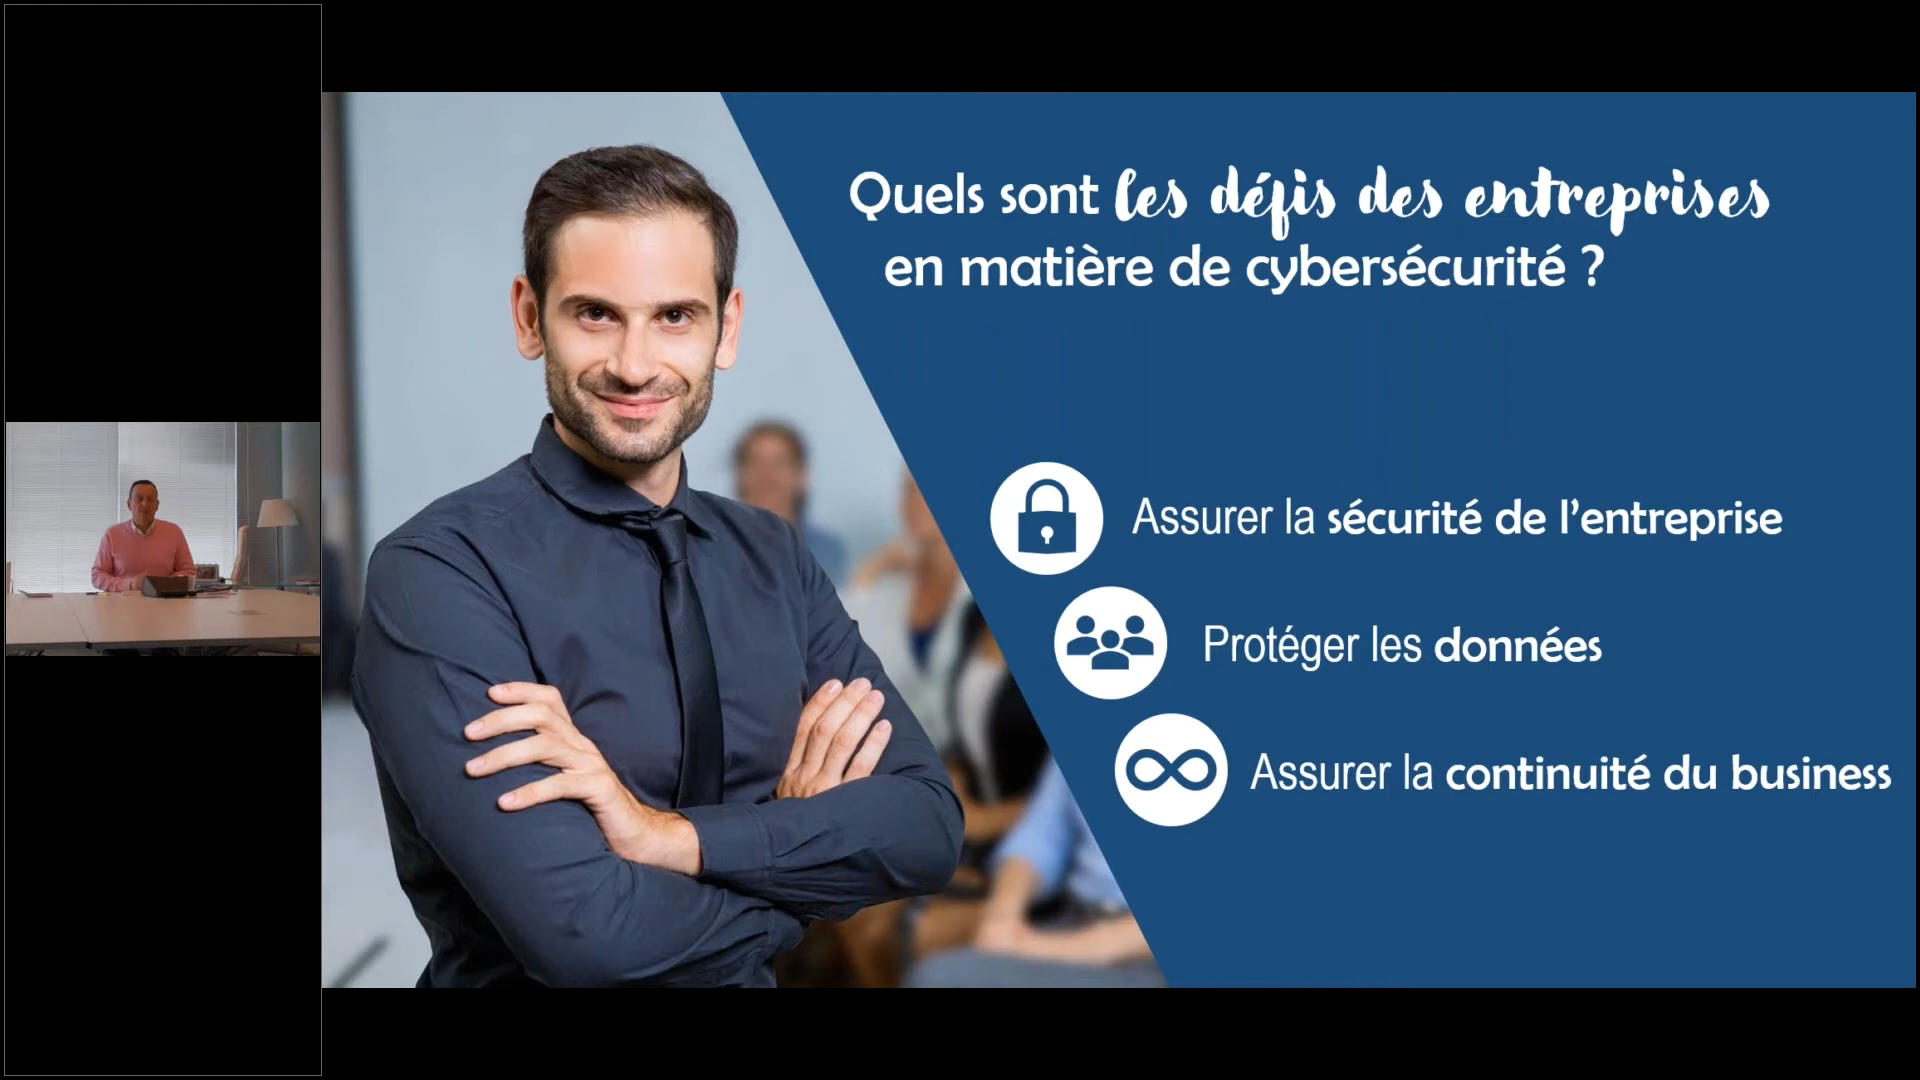 Quels sont les défis des entreprises
en matière de cybersécurité ?
Assurer la sécurité de l’entreprise
Protéger les données
Assurer la continuité du business